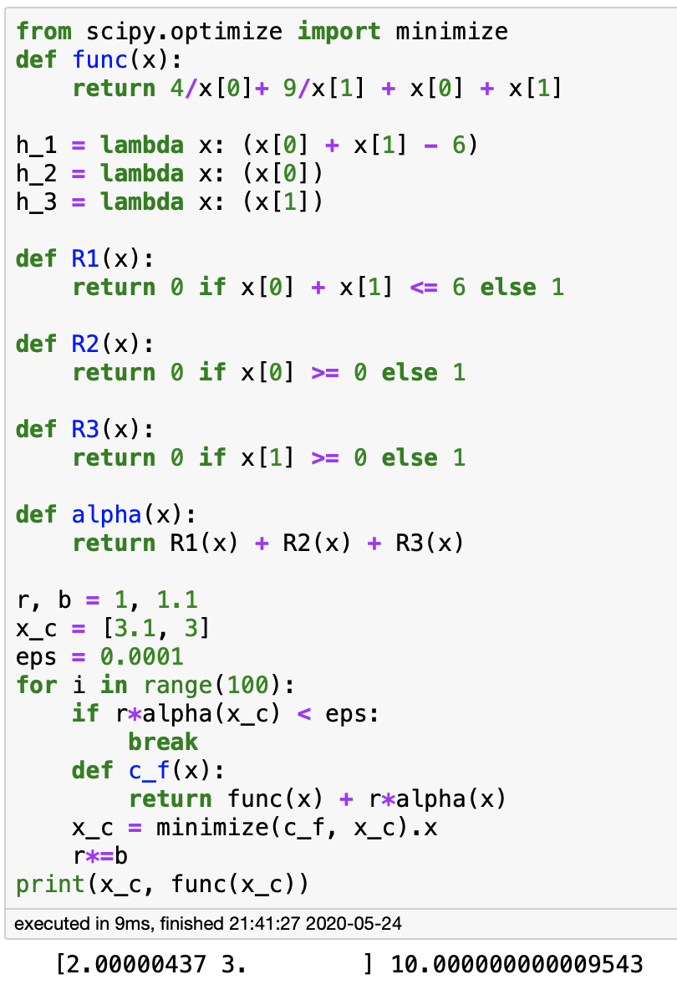 from scipy.optimize import minimize
def func(x):
    return 4/x[0]+ 9/x[1] + x[0] + x[1]

h_1 = lambda x: (x[0] + x[1] - 6)
h_2 = lambda x: (x[0])
h_3 = lambda x: (x[1])

def R1(x):
    return 0 if x[0] + x[1] <= 6 else 1

def R2(x):
    return 0 if x[0] >= 0 else 1

def R3(x):
    return 0 if x[1] >= 0 else 1

def alpha(x):
    return R1(x) + R2(x) + R3(x)

r, b = 1, 1.1
x_c = [3.1, 3]
eps = 0.0001
for i in range(100):
    if r*alpha(x_c) < eps:
        break
    def c_f(x):
        return func(x) + r*alpha(x)
    x_c = minimize(c_f, x_c).x
    r*=b
print(x_c, func(x_c))
executed in 9ms, finished 21:41:27 2020-05-24
[2.00000437 3.        ] 10.000000000009543